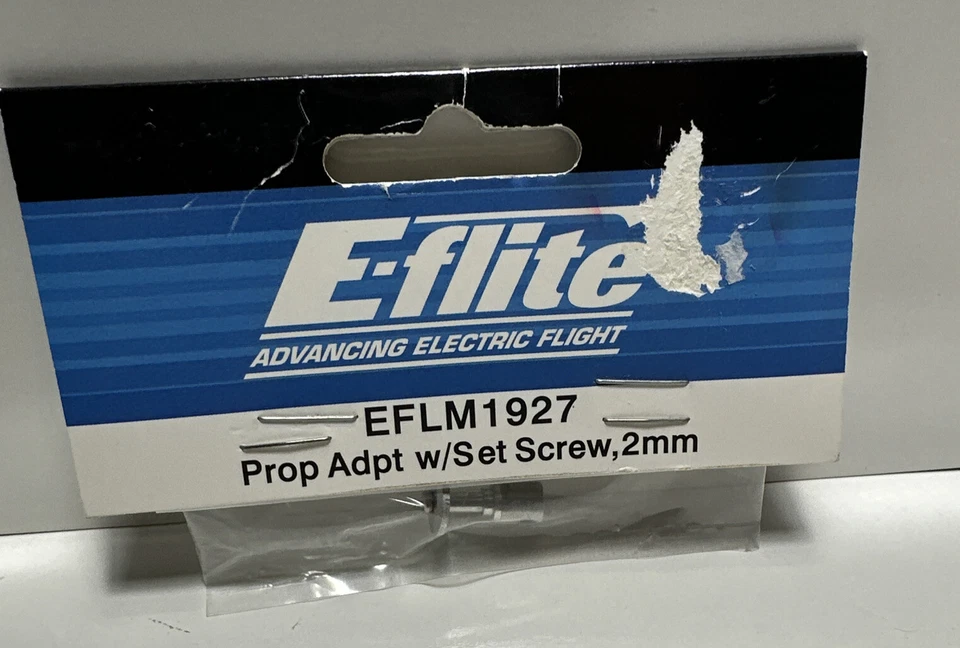 E-flite
ADVANCING ELECTRIC FLIGHT
EFLM1927
Prop Adpt w/Set Screw,2mm